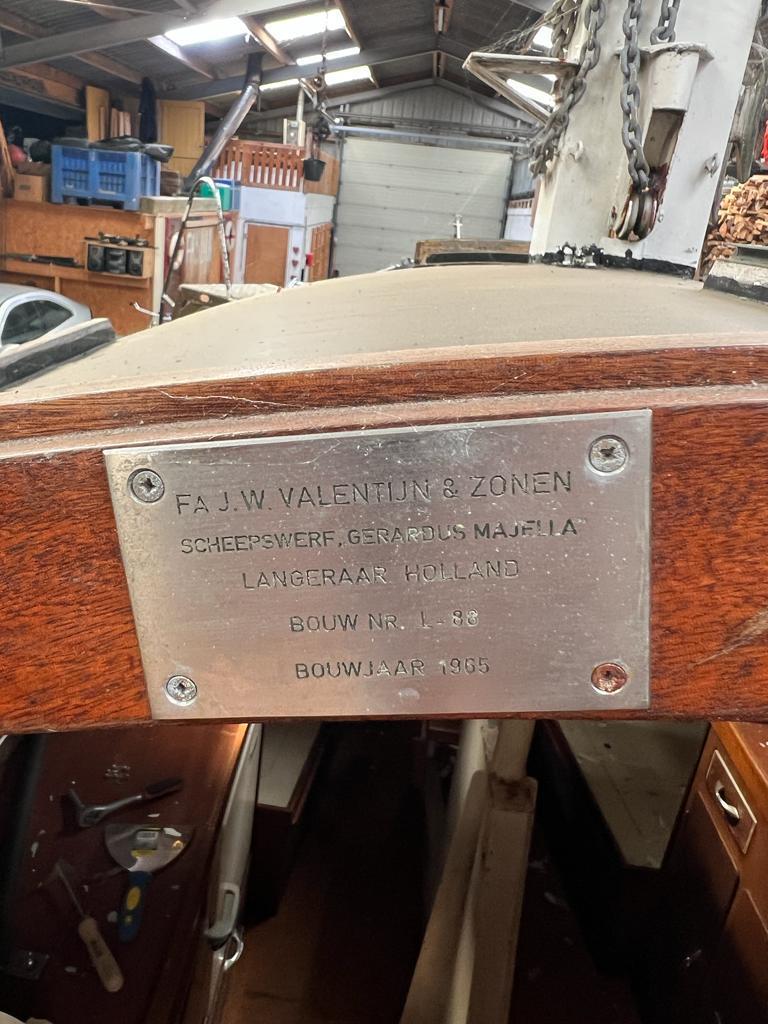 FA J.W. VALENTIJN & ZONEN
SCHEEPSWERF, GERARDUS MAJELLA
LANGERAAR HOLLAND
BOUW NR. L-88
BOUWJAAR 1965